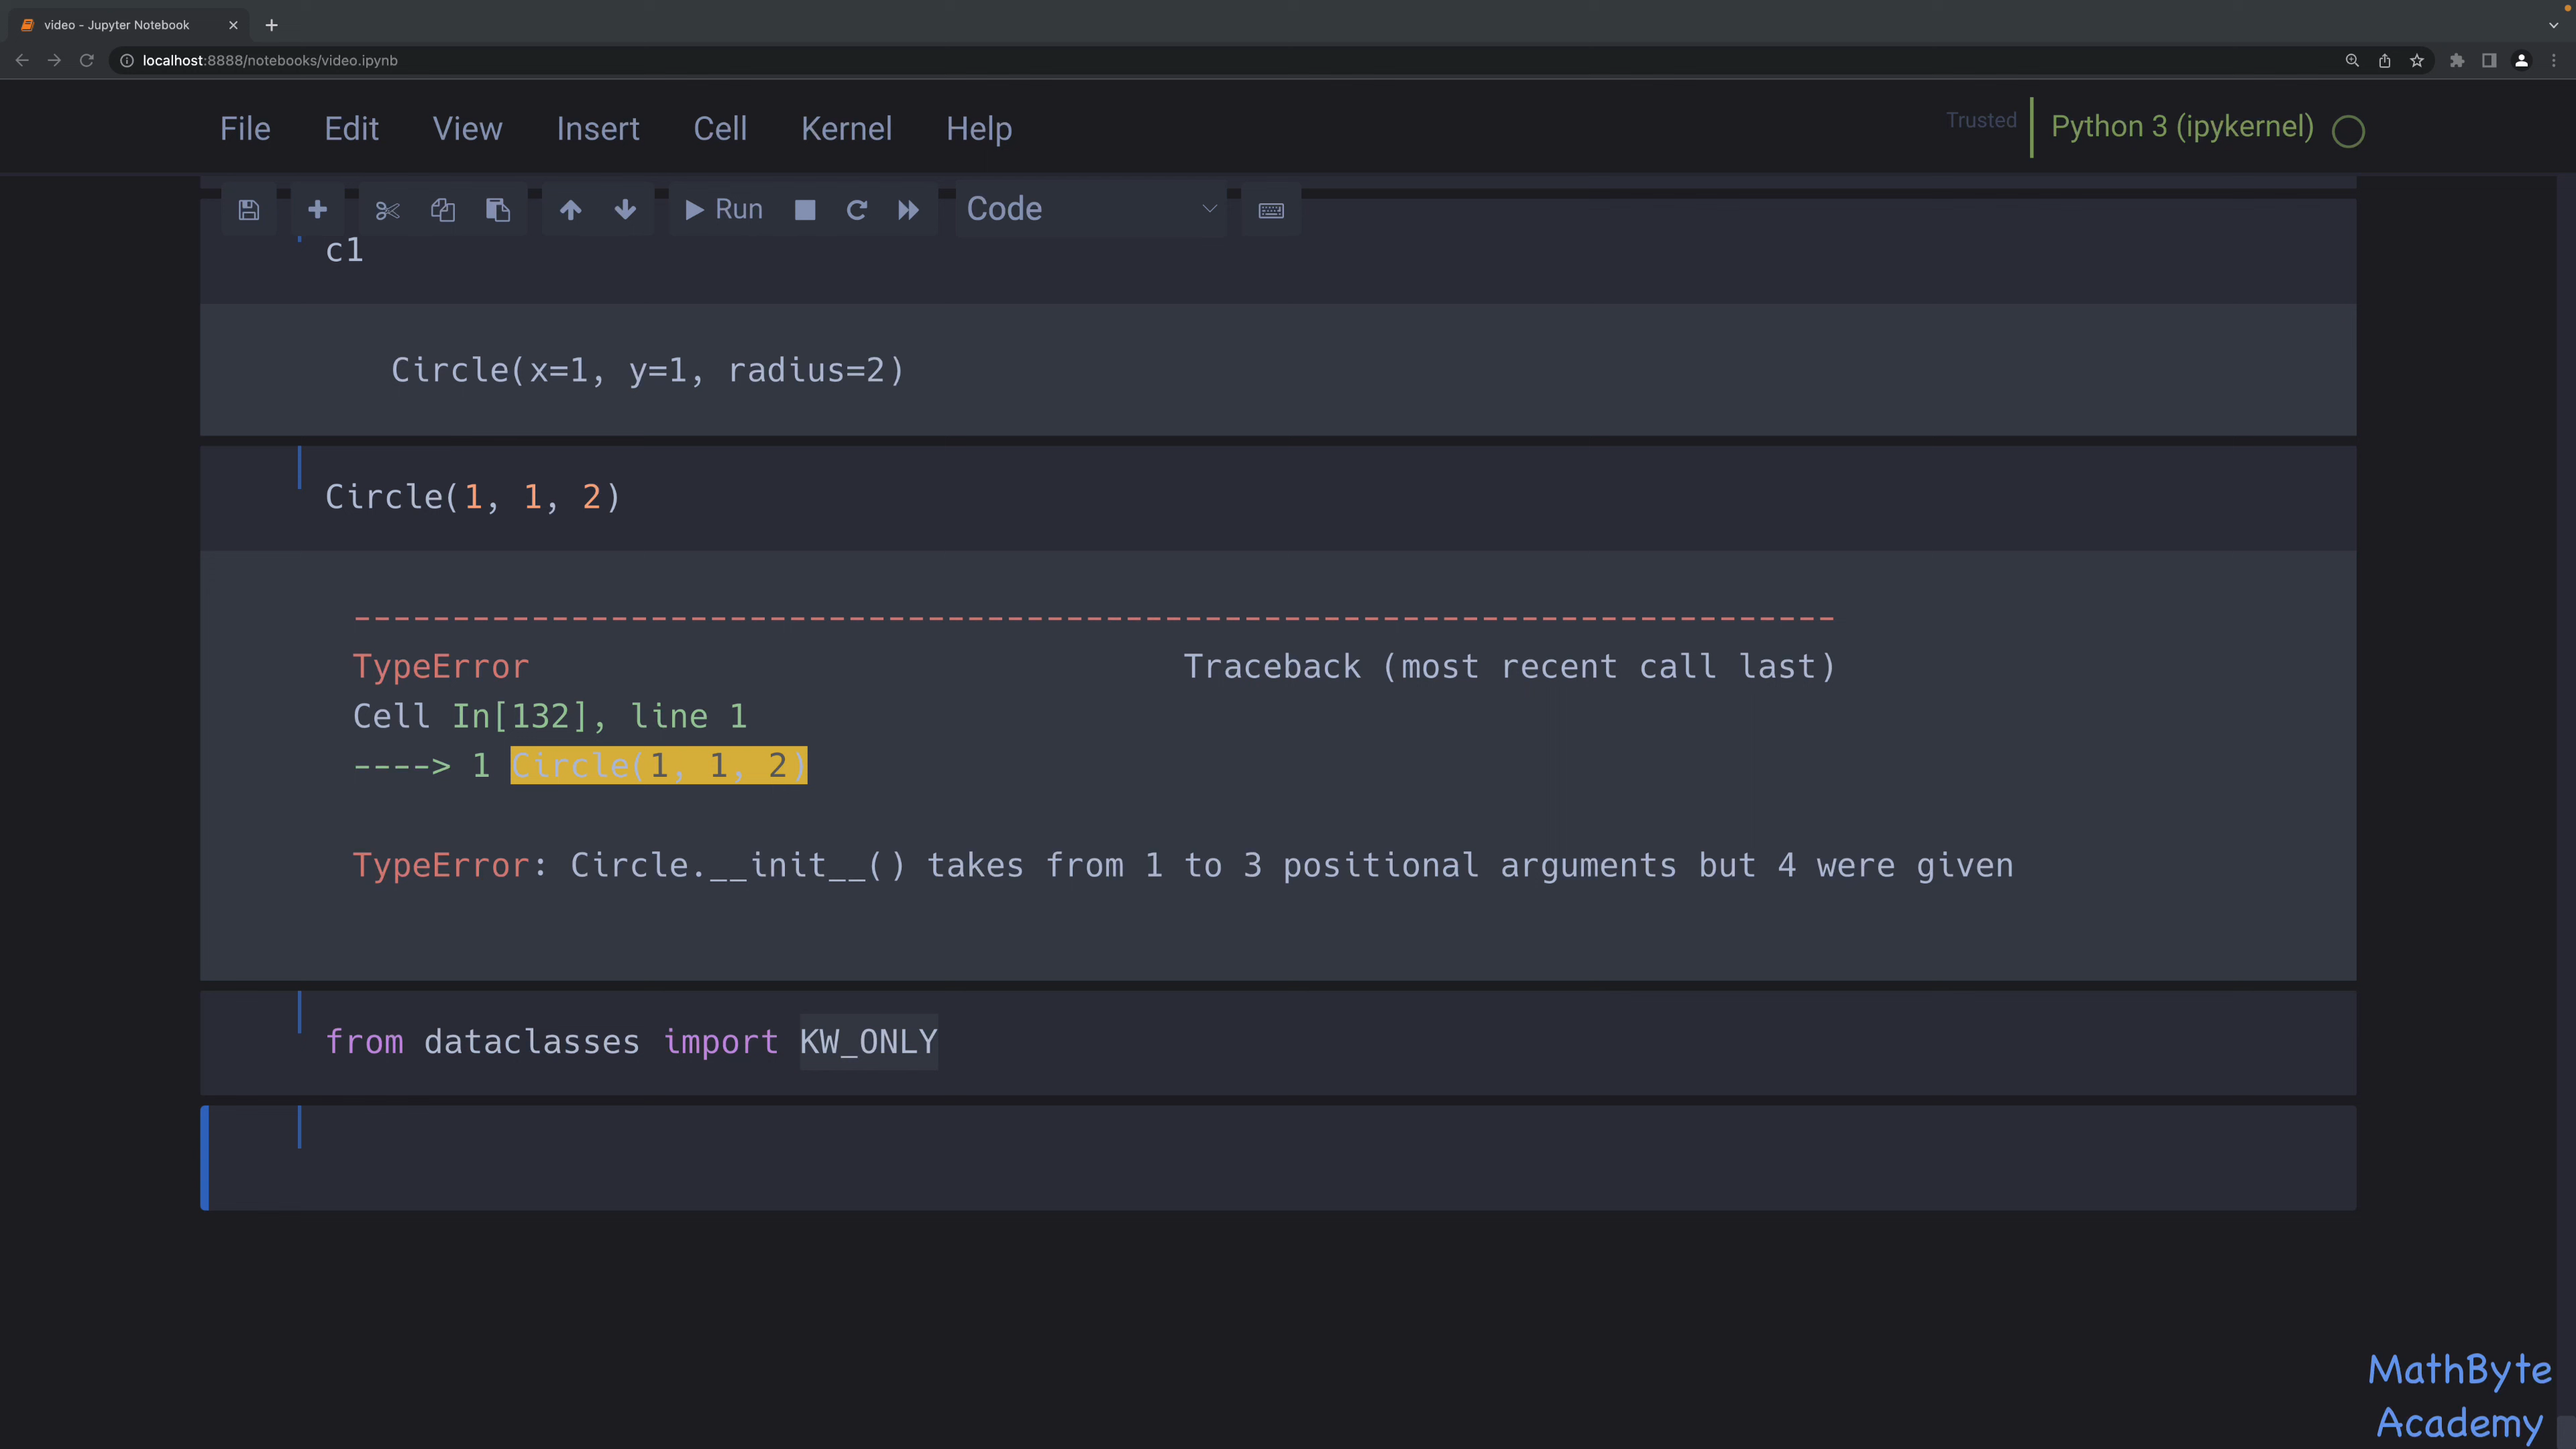 video - Jupyter Notebook
localhost:8888/notebooks/video.ipynb
File Edit View Insert Cell Kernel Help Trusted Python 3 (ipykernel)
Run Code
c1
Circle(x=1, y=1, radius=2)
Circle(1, 1, 2)
---------------------------------------------------------------------------
TypeError Traceback (most recent call last)
Cell In[132], line 1
----> 1 Circle(1, 1, 2)
TypeError: Circle.__init__() takes from 1 to 3 positional arguments but 4 were given
from dataclasses import KW_ONLY
MathByte
Academy